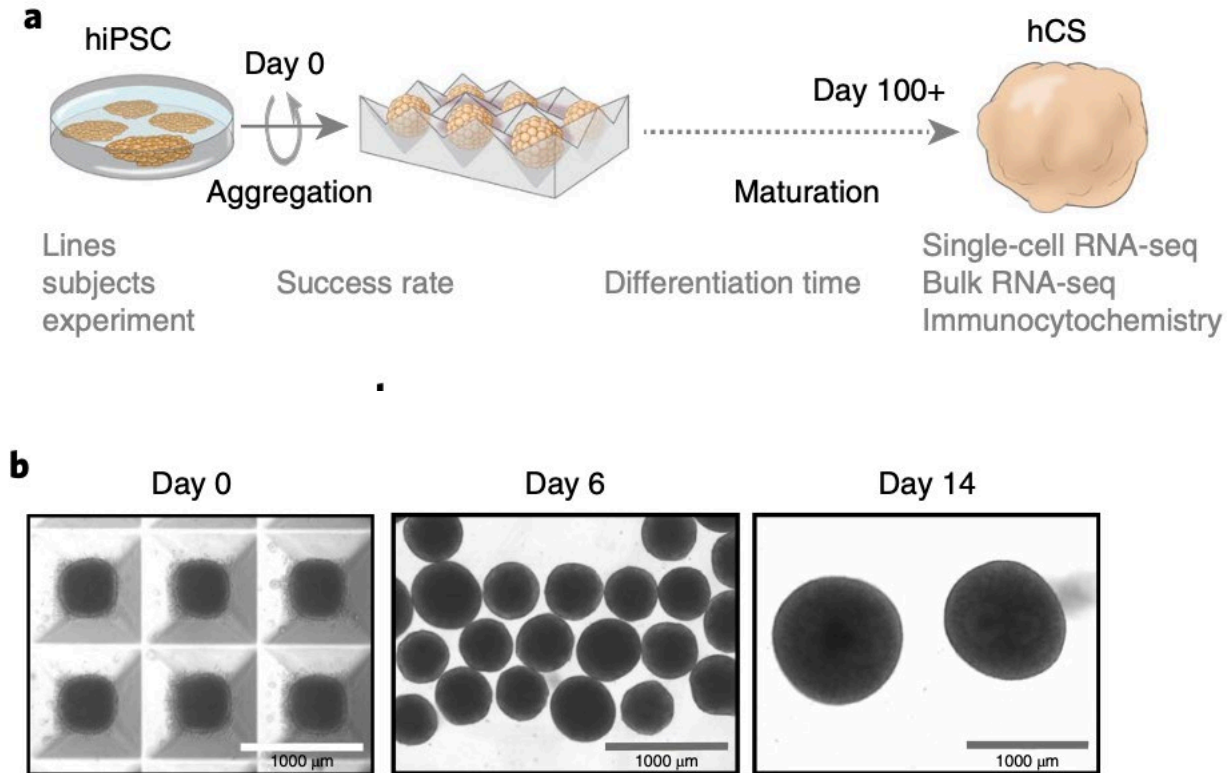 a
hiPSC
Day 0
Aggregation
Day 100+
Maturation
hCS
Lines
subjects
experiment
Success rate
Differentiation time
Single-cell RNA-seq
Bulk RNA-seq
Immunocytochemistry
b
Day 0
Day 6
Day 14
1000 µm
1000 µm
1000 µm